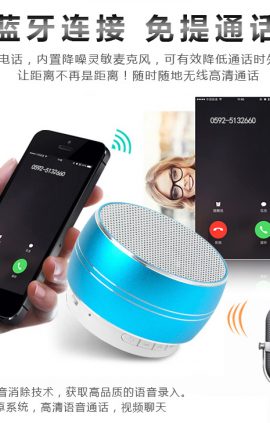 蓝牙连接 免提通话
电话，内置降噪灵敏麦克风，可有效降低通话时外
让距离不再是距离！随时随地无线高清通话
0592-5132660
0592-5132660
音消除技术，获取高品质的语音录入。
卓系统，高清语音通话，视频聊天